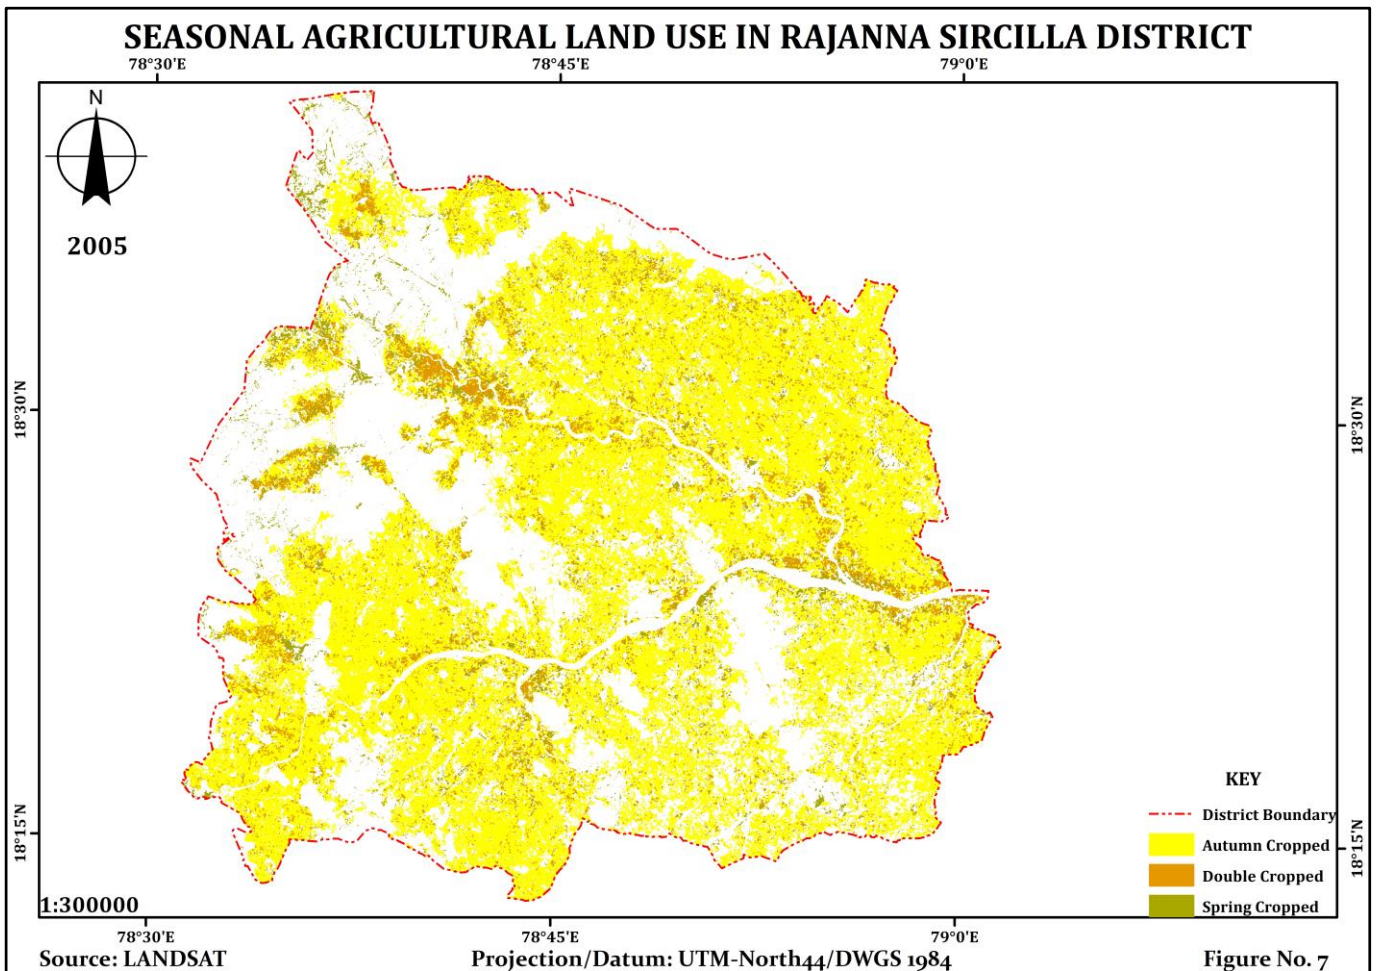 SEASONAL AGRICULTURAL LAND USE IN RAJANNA SIRCILLA DISTRICT
78°30'E 78°45'E 79°0'E
N
2005
18°30'N 18°30'N
KEY
District Boundary
18°15'N Autumn Cropped 18°15'N
Double Cropped
1:300000 Spring Cropped
78°30'E 78°45'E 79°0'E
Source: LANDSAT Projection/Datum: UTM-North44/DWGS 1984 Figure No. 7